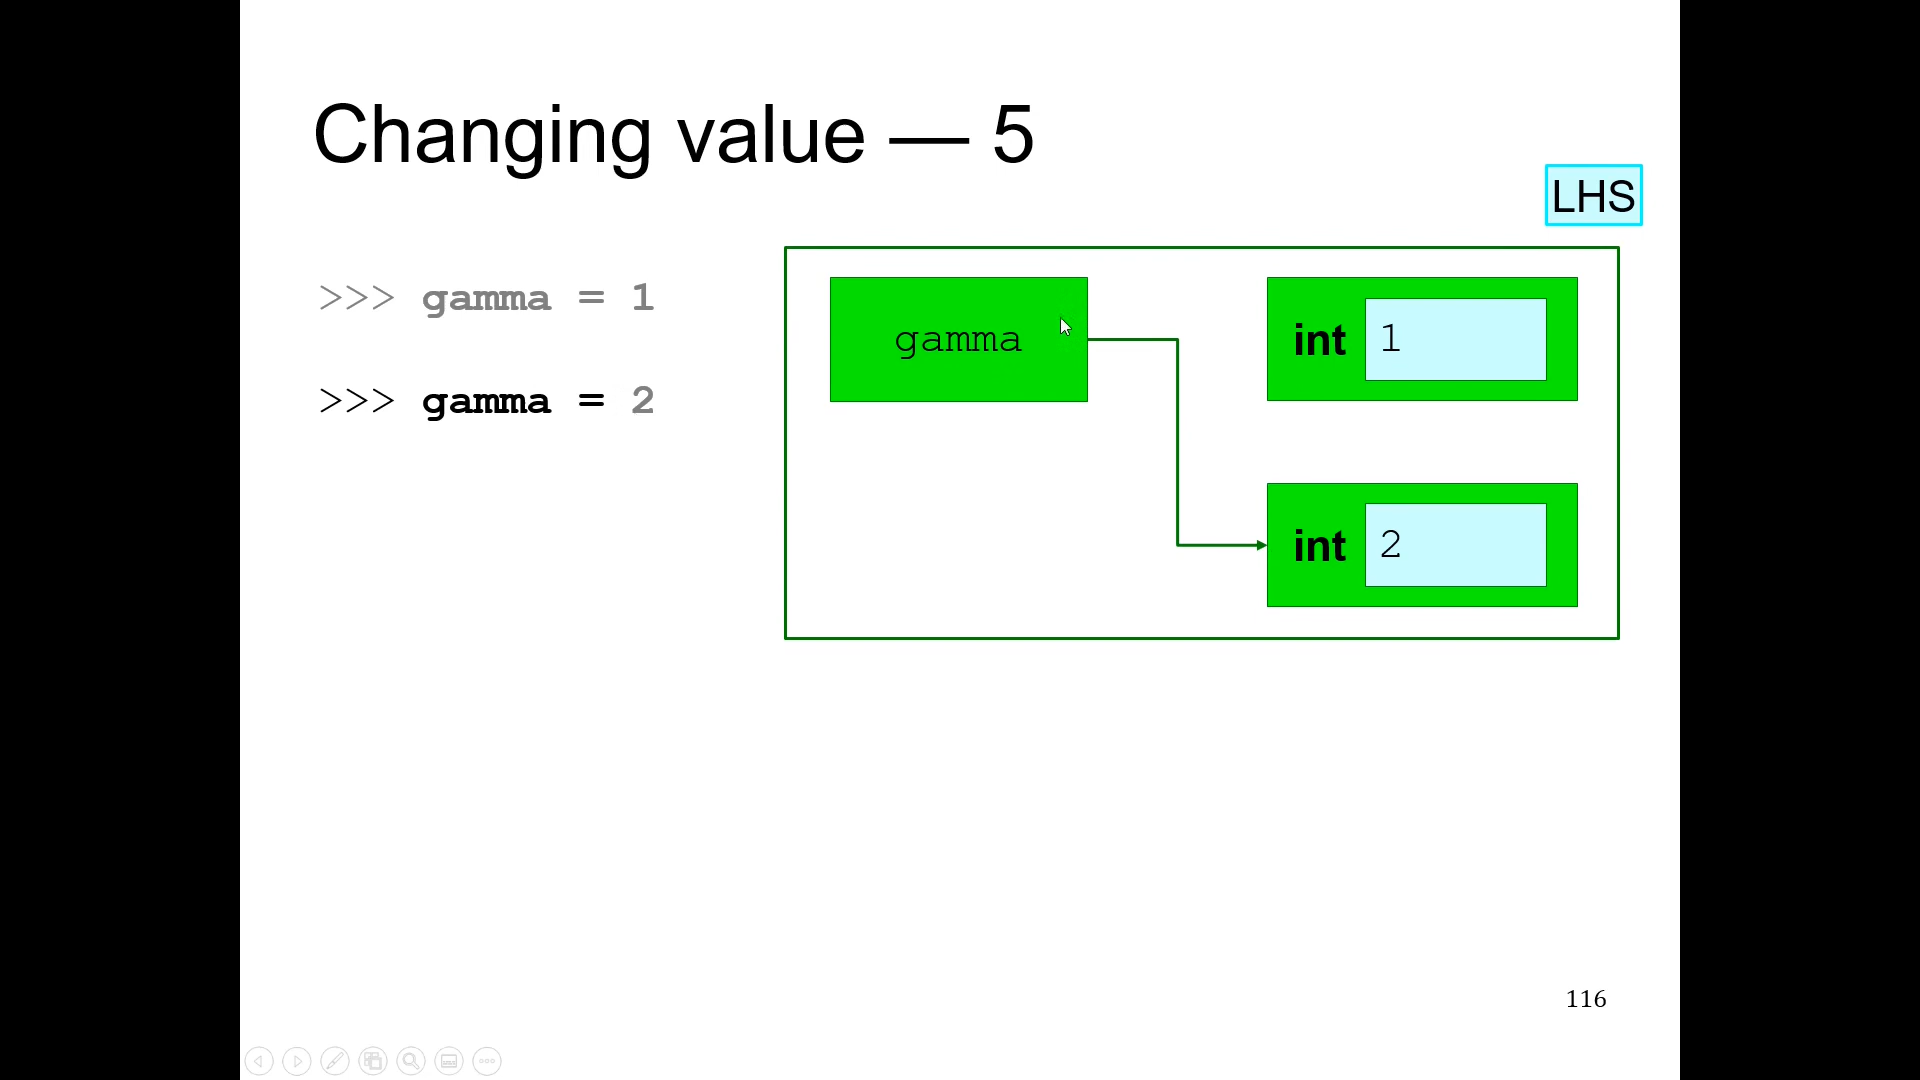 Changing value — 5
LHS
>>> gamma = 1
>>> gamma = 2
gamma
int 1
int 2
116